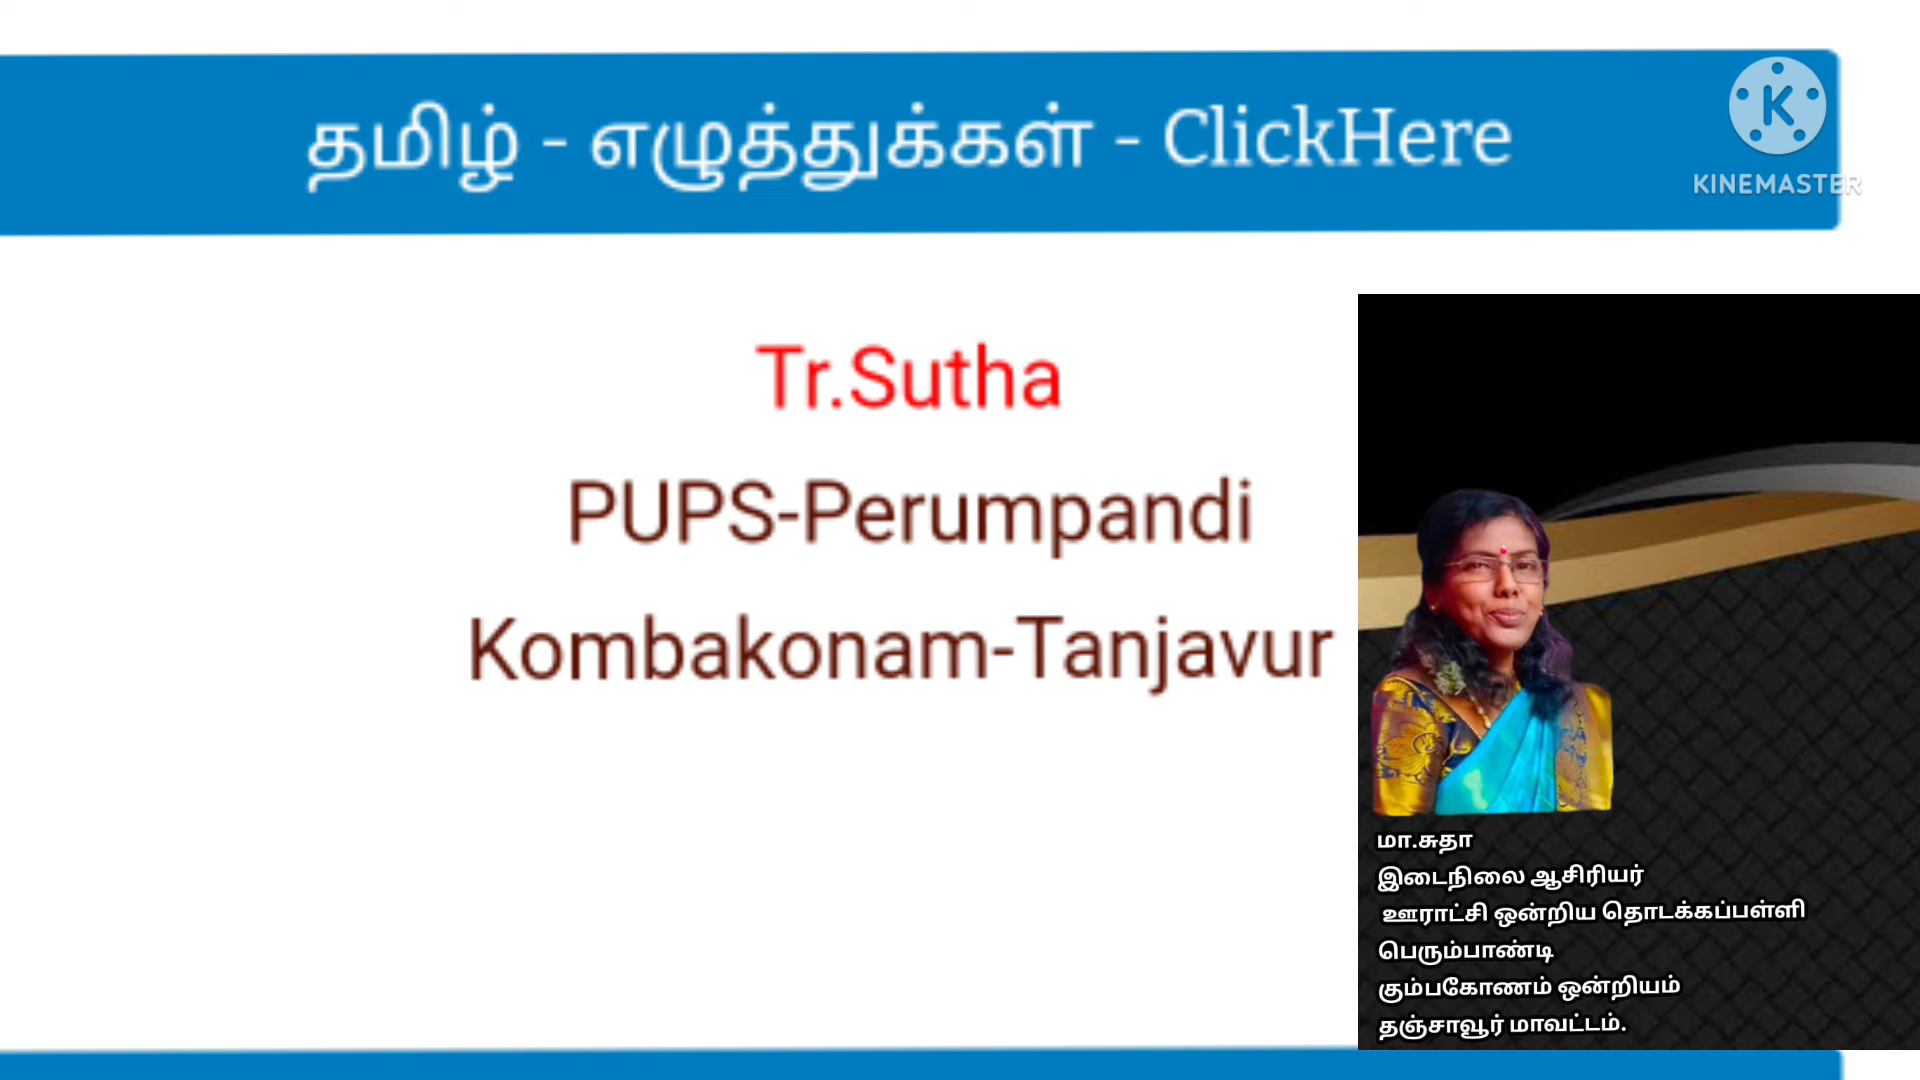 தமிழ் - எழுத்துக்கள் - ClickHere
KINEMASTER
Tr.Sutha
PUPS-Perumpandi
Kombakonam-Tanjavur
மா.சுதா
இடைநிலை ஆசிரியர்
ஊராட்சி ஒன்றிய தொடக்கப்பள்ளி
பெரும்பாண்டி
கும்பகோணம் ஒன்றியம்
தஞ்சாவூர் மாவட்டம்.